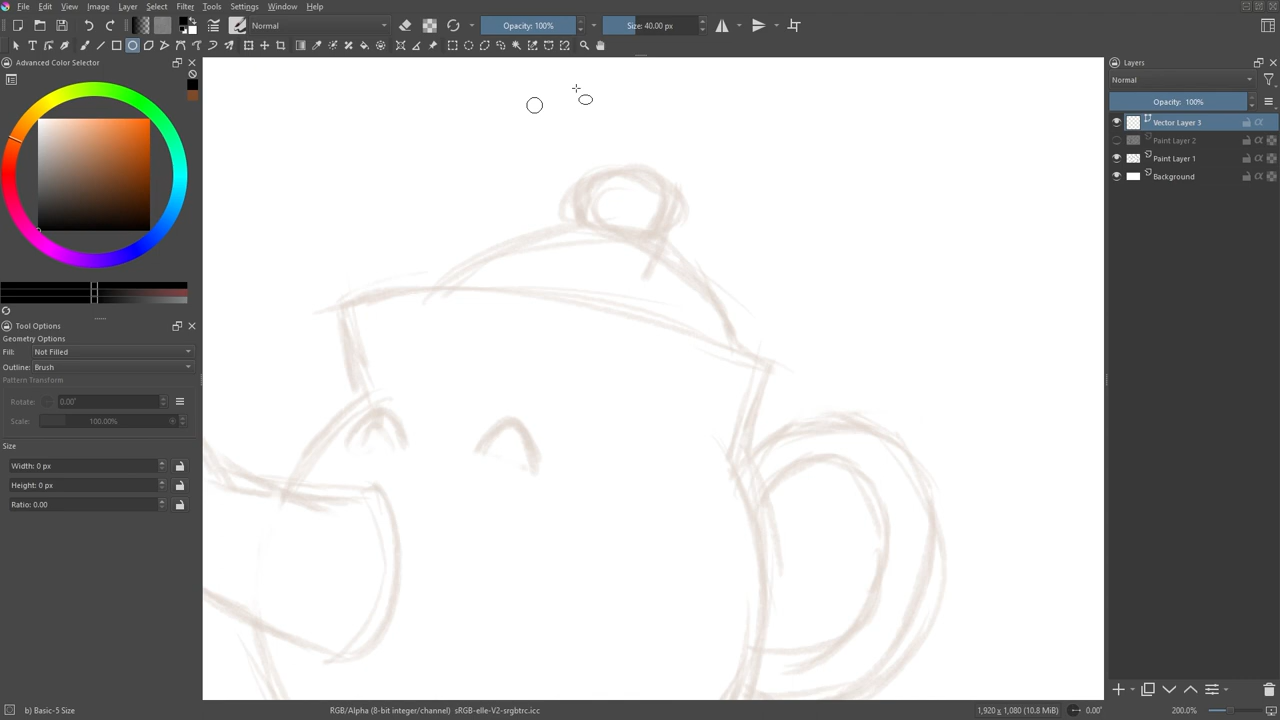 File Edit View Image Layer Select Filter Tools Settings Window Help
Normal
Opacity: 100%
Size: 40.00 px
Advanced Color Selector
Tool Options
Geometry Options
Fill: Not Filled
Outline: Brush
Pattern Transform
Rotate: 0.00°
Scale: 100.00%
Size
Width: 0 px
Height: 0 px
Ratio: 0.00
Layers
Normal
Opacity: 100%
Vector Layer 3
Paint Layer 2
Paint Layer 1
Background
b) Basic-5 Size
RGB/Alpha (8-bit integer/channel) sRGB-elle-V2-srgbtrc.icc
1,920 x 1,080 (10.8 MiB)
0.00°
200.0%